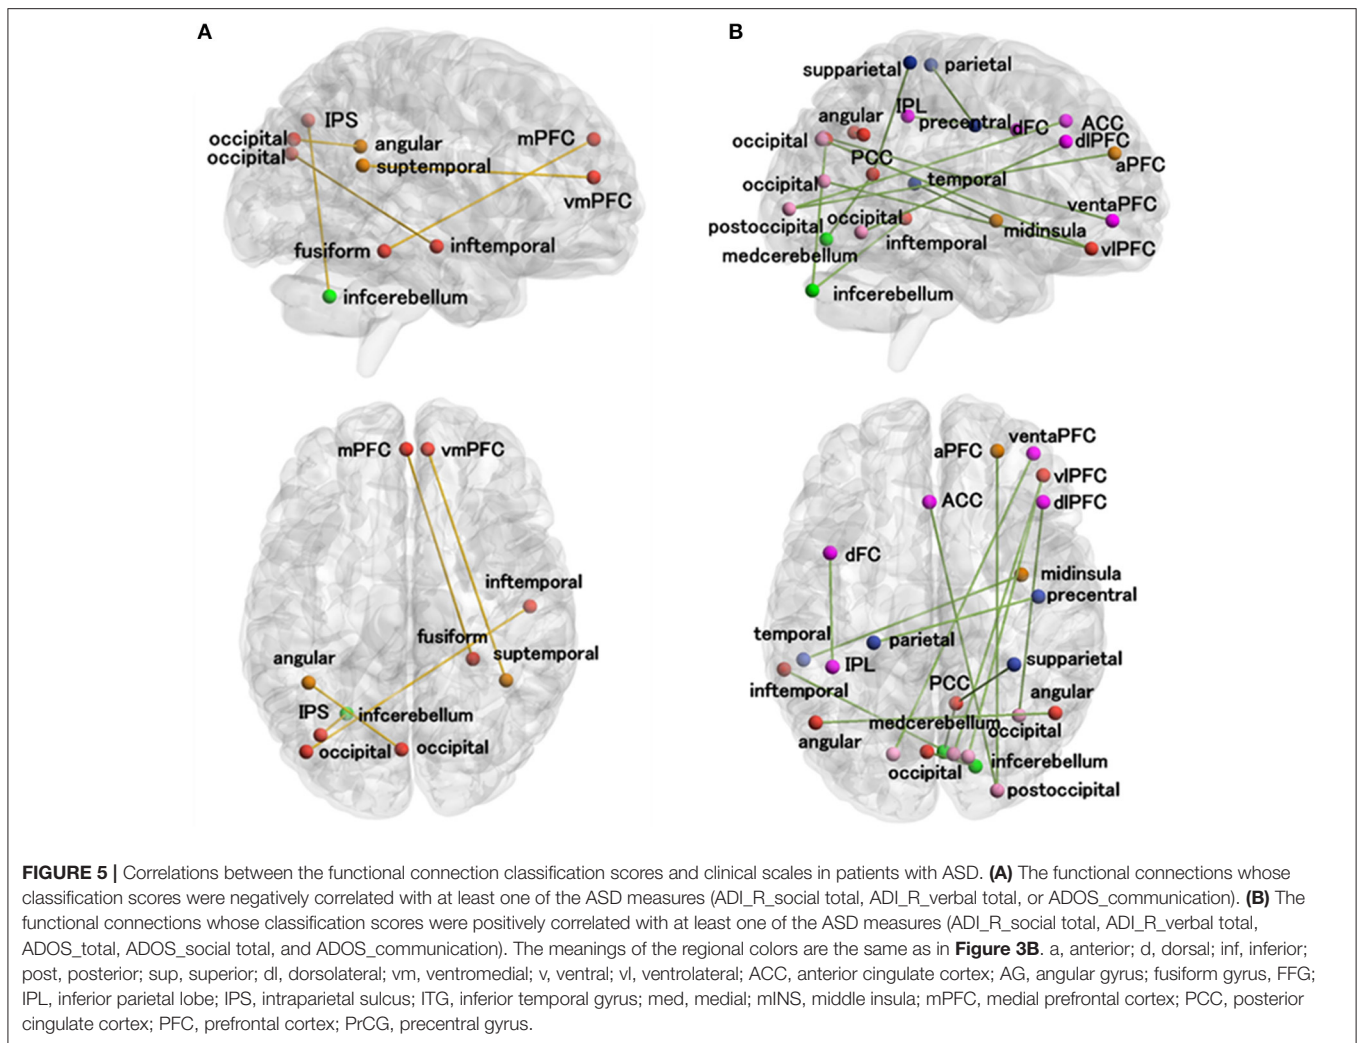 A
IPS
occipital
occipital
angular
suptemporal
mPFC
vmPFC
fusiform
inftemporal
infcerebellum
mPFC
vmPFC
inftemporal
fusiform
suptemporal
angular
IPS
infcerebellum
occipital
occipital
B
supparietal
parietal
IPL
angular
precentral
dFC
ACC
occipital
dlPFC
PCC
aPFC
occipital
temporal
postoccipital
occipital
ventaPFC
midinsula
medcerebellum
inftemporal
vlPFC
infcerebellum
ventaPFC
aPFC
vlPFC
ACC
dlPFC
dFC
midinsula
precentral
temporal
parietal
IPL
supparietal
inftemporal
PCC
angular
medcerebellum
occipital
angular
occipital
infcerebellum
postoccipital
FIGURE 5 | Correlations between the functional connection classification scores and clinical scales in patients with ASD. (A) The functional connections whose
classification scores were negatively correlated with at least one of the ASD measures (ADI_R_social total, ADI_R_verbal total, or ADOS_communication). (B) The
functional connections whose classification scores were positively correlated with at least one of the ASD measures (ADI_R_social total, ADI_R_verbal total,
ADOS_total, ADOS_social total, and ADOS_communication). The meanings of the regional colors are the same as in Figure 3B. a, anterior; d, dorsal; inf, inferior;
post, posterior; sup, superior; dl, dorsolateral; vm, ventromedial; v, ventral; vl, ventrolateral; ACC, anterior cingulate cortex; AG, angular gyrus; fusiform gyrus, FFG;
IPL, inferior parietal lobe; IPS, intraparietal sulcus; ITG, inferior temporal gyrus; med, medial; mINS, middle insula; mPFC, medial prefrontal cortex; PCC, posterior
cingulate cortex; PFC, prefrontal cortex; PrCG, precentral gyrus.